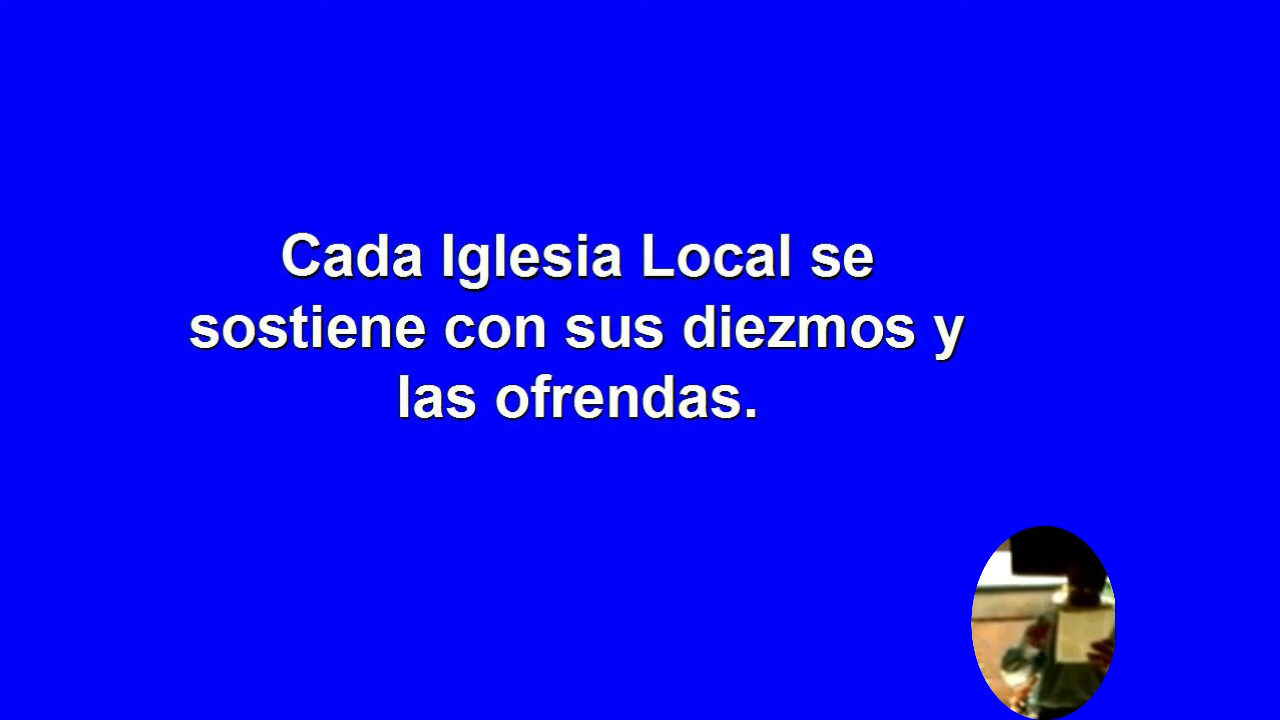 Cada Iglesia Local se
sostiene con sus diezmos y
las ofrendas.